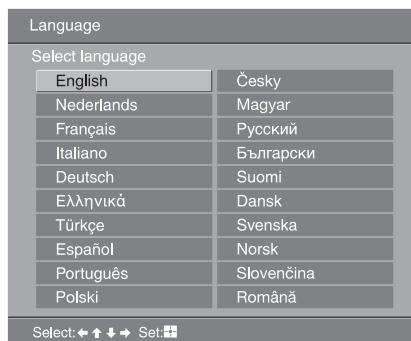 Language
Select language
English
Nederlands
Français
Italiano
Deutsch
Ελληνικά
Türkçe
Español
Português
Polski
Česky
Magyar
Русский
Български
Suomi
Dansk
Svenska
Norsk
Slovenčina
Română
Select: ← ↑ ↓ → Set: